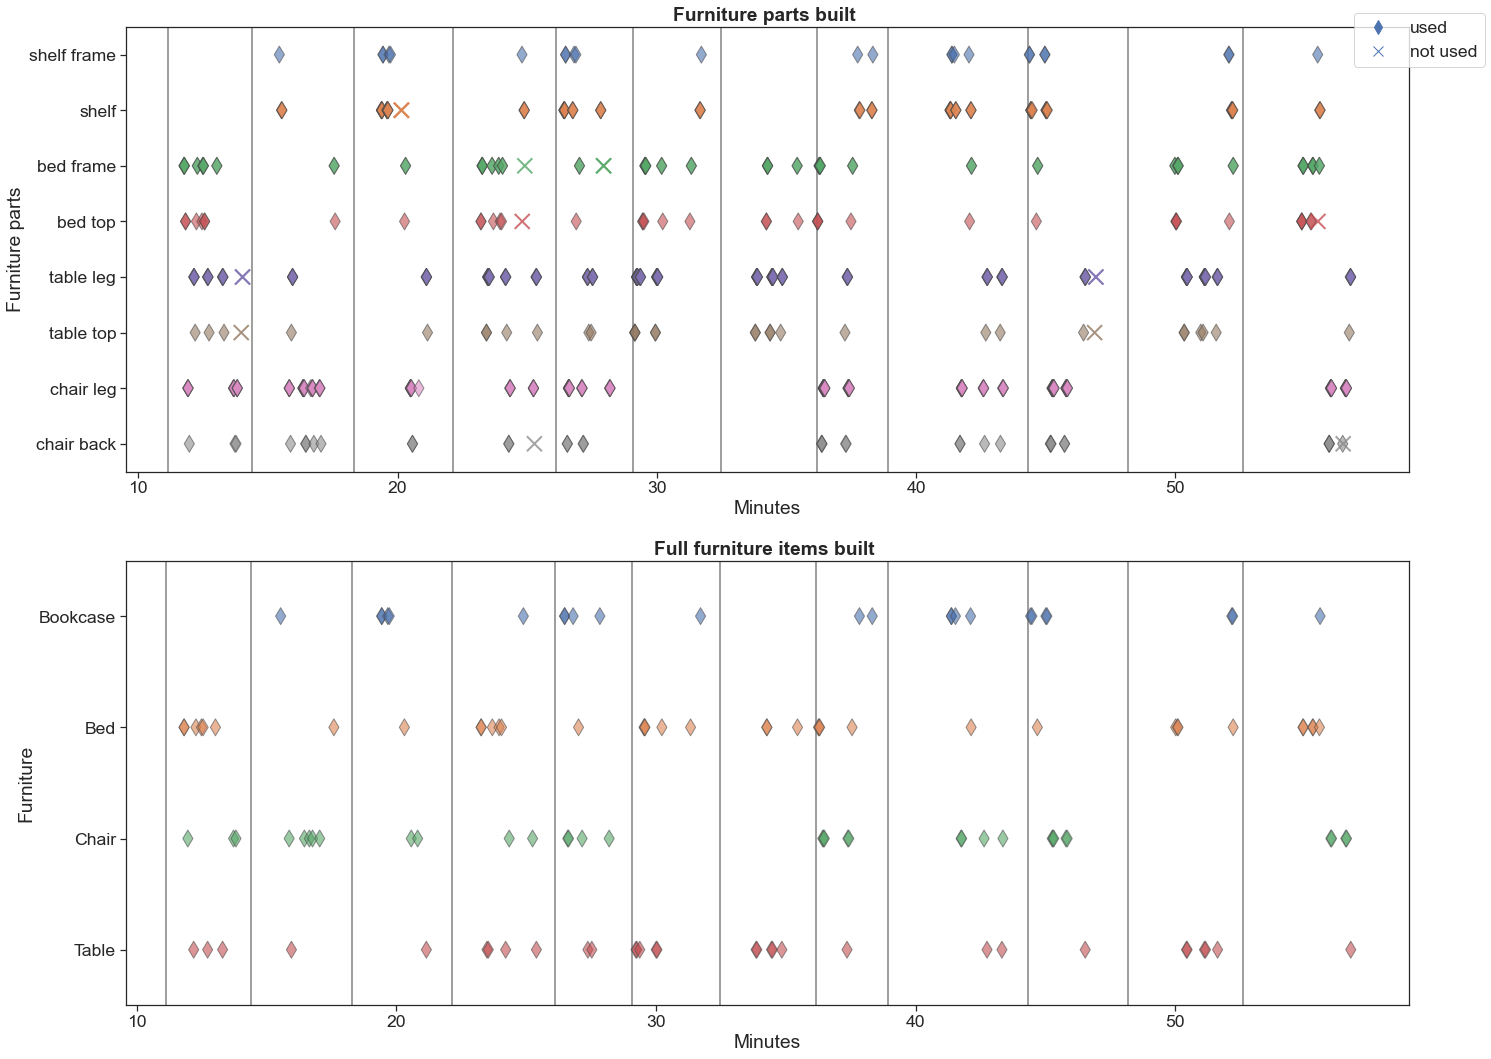 Furniture parts built
used
not used
shelf frame
shelf
bed frame
bed top
table leg
table top
chair leg
chair back
Furniture parts
10 20 30 40 50
Minutes
Full furniture items built
Bookcase
Bed
Chair
Table
Furniture
10 20 30 40 50
Minutes